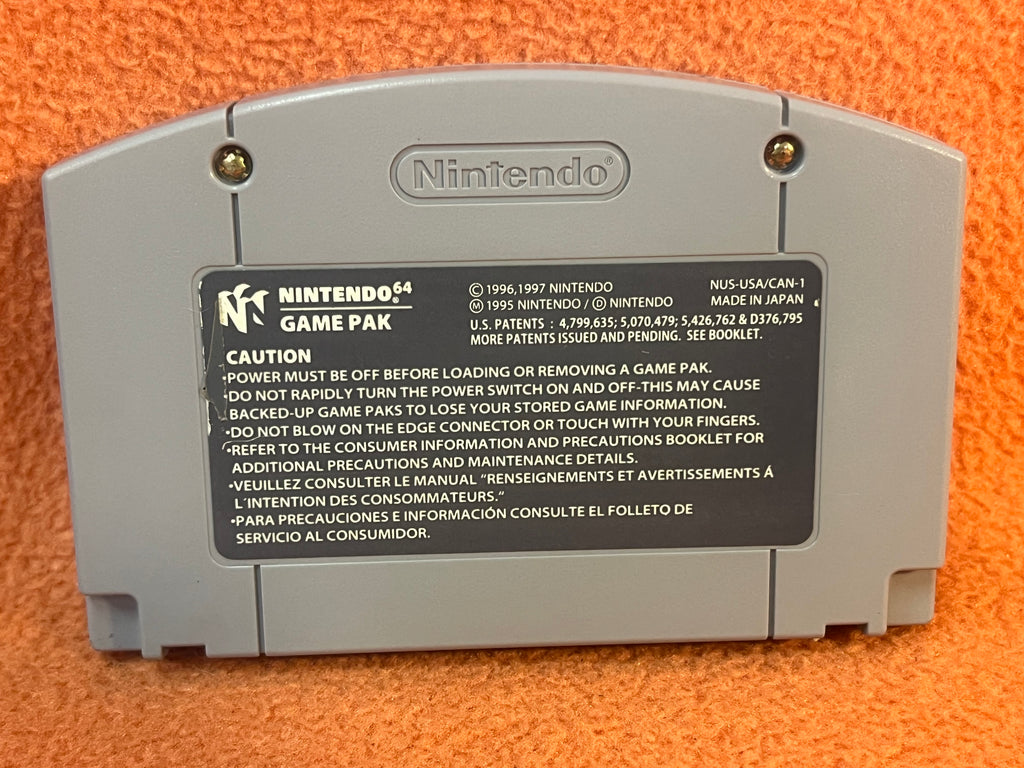 Nintendo®
NINTENDO64®
GAME PAK
© 1996,1997 NINTENDO
Ⓜ 1995 NINTENDO / Ⓓ NINTENDO
NUS-USA/CAN-1
MADE IN JAPAN
U.S. PATENTS : 4,799,635; 5,070,479; 5,426,762 & D376,795
MORE PATENTS ISSUED AND PENDING. SEE BOOKLET.
CAUTION
•POWER MUST BE OFF BEFORE LOADING OR REMOVING A GAME PAK.
•DO NOT RAPIDLY TURN THE POWER SWITCH ON AND OFF-THIS MAY CAUSE
BACKED-UP GAME PAKS TO LOSE YOUR STORED GAME INFORMATION.
•DO NOT BLOW ON THE EDGE CONNECTOR OR TOUCH WITH YOUR FINGERS.
•REFER TO THE CONSUMER INFORMATION AND PRECAUTIONS BOOKLET FOR
ADDITIONAL PRECAUTIONS AND MAINTENANCE DETAILS.
•VEUILLEZ CONSULTER LE MANUAL “RENSEIGNEMENTS ET AVERTISSEMENTS Á
L´INTENTION DES CONSOMMATEURS.“
•PARA PRECAUCIONES E INFORMACIÓN CONSULTE EL FOLLETO DE
SERVICIO AL CONSUMIDOR.